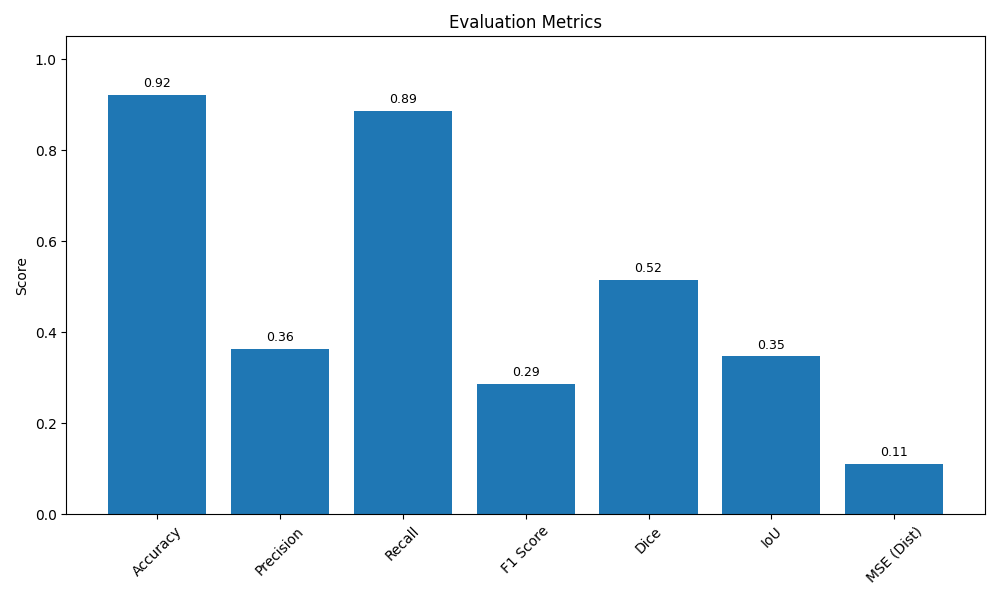 Evaluation Metrics
1.0
0.8
0.6
0.4
0.2
0.0
Score
0.92
0.36
0.89
0.29
0.52
0.35
0.11
Accuracy
Precision
Recall
F1 Score
Dice
IoU
MSE (Dist)